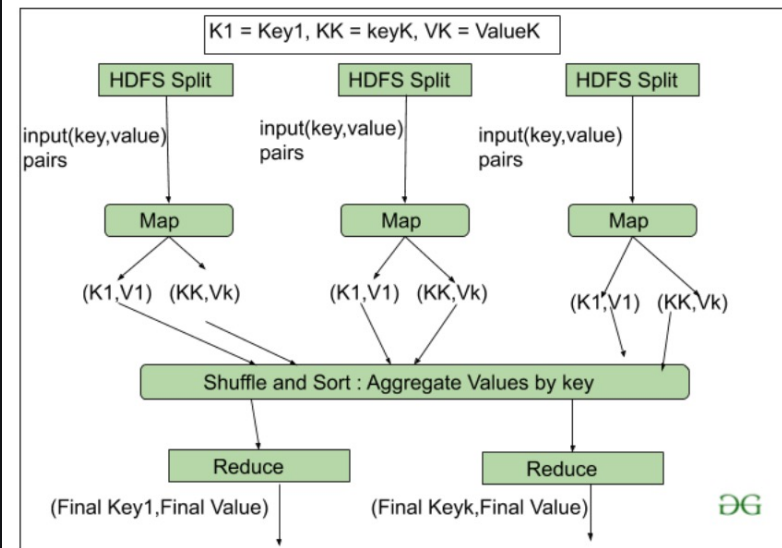 K1 = Key1, KK = keyK, VK = ValueK
HDFS Split
HDFS Split
HDFS Split
input(key,value)
pairs
input(key,value)
pairs
input(key,value)
pairs
Map
Map
Map
(K1,V1)
(KK,Vk)
(K1,V1)
(KK,Vk)
(K1,V1)
(KK,Vk)
Shuffle and Sort : Aggregate Values by key
Reduce
Reduce
(Final Key1,Final Value)
(Final Keyk,Final Value)